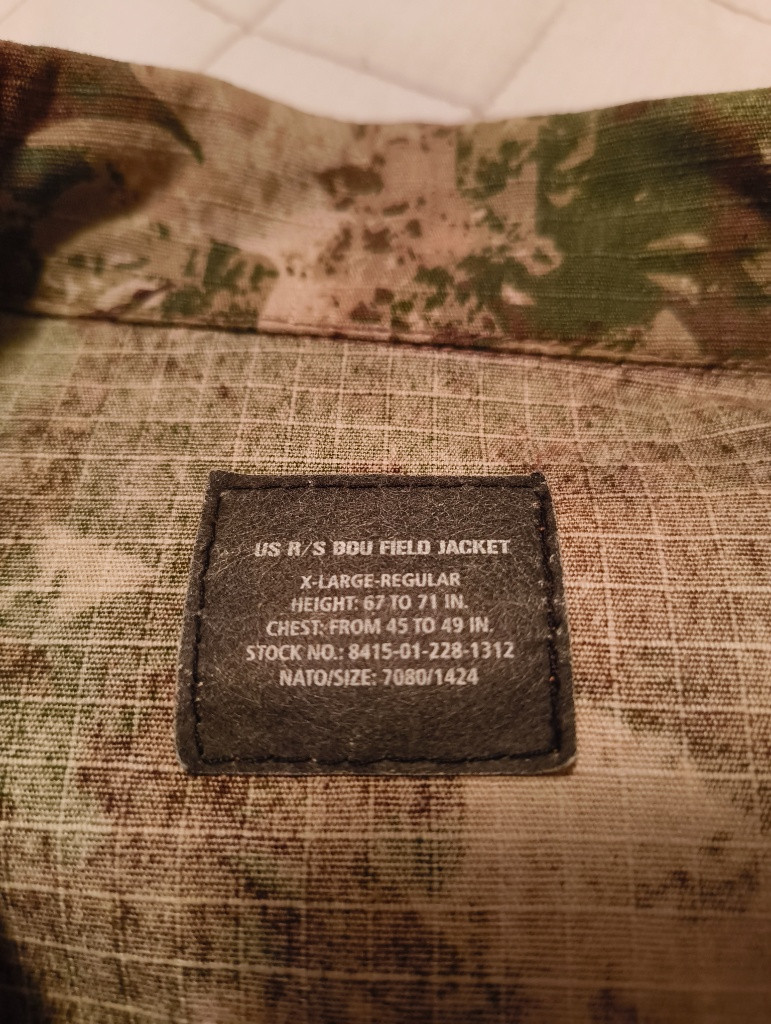 US R/S BDU FIELD JACKET
X-LARGE-REGULAR
HEIGHT: 67 TO 71 IN.
CHEST: FROM 45 TO 49 IN.
STOCK NO.: 8415-01-228-1312
NATO/SIZE: 7080/1424